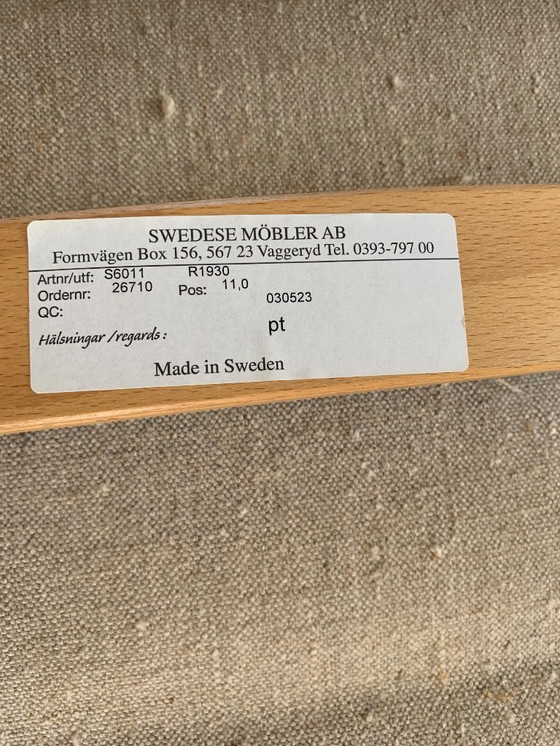 SWEDESE MÖBLER AB
Formvägen Box 156, 567 23 Vaggeryd Tel. 0393-797 00
Artnr/utf: S6011 R1930
Ordernr: 26710 Pos: 11,0
QC: 030523
Hälsningar /regards: pt
Made in Sweden